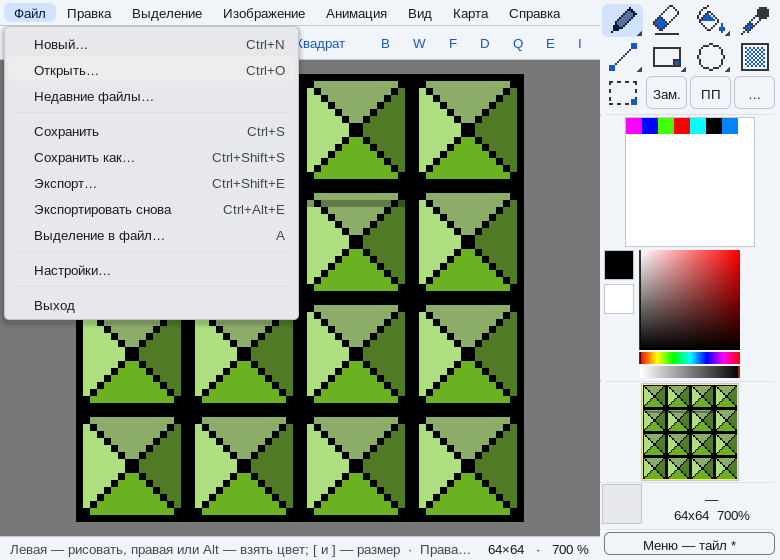 Файл Правка Выделение Изображение Анимация Вид Карта Справка
Квадрат B W F D Q E I
Новый… Ctrl+N
Открыть… Ctrl+O
Недавние файлы…
Сохранить Ctrl+S
Сохранить как… Ctrl+Shift+S
Экспорт… Ctrl+Shift+E
Экспортировать снова Ctrl+Alt+E
Выделение в файл… A
Настройки…
Выход
Зам. ПП …
—
64x64 700%
Меню — тайл *
Левая — рисовать, правая или Alt — взять цвет; [ и ] — размер · Права… 64×64 · 700 %